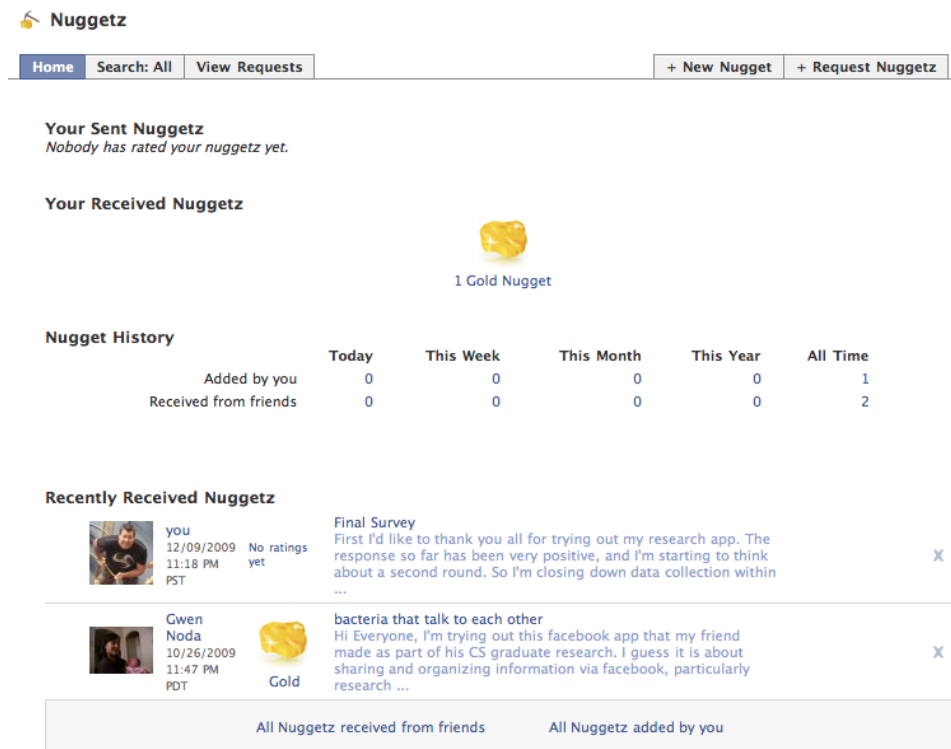 Nuggetz
Home Search: All View Requests + New Nugget + Request Nuggetz
Your Sent Nuggetz
Nobody has rated your nuggetz yet.
Your Received Nuggetz
1 Gold Nugget
Nugget History
Today This Week This Month This Year All Time
Added by you 0 0 0 0 1
Received from friends 0 0 0 0 2
Recently Received Nuggetz
you
12/09/2009
11:18 PM
PST
No ratings
yet
Final Survey
First I'd like to thank you all for trying out my research app. The
response so far has been very positive, and I'm starting to think
about a second round. So I'm closing down data collection within
...
X
Gwen
Noda
10/26/2009
11:47 PM
PDT
Gold
bacteria that talk to each other
Hi Everyone, I'm trying out this facebook app that my friend
made as part of his CS graduate research. I guess it is about
sharing and organizing information via facebook, particularly
research ...
X
All Nuggetz received from friends All Nuggetz added by you